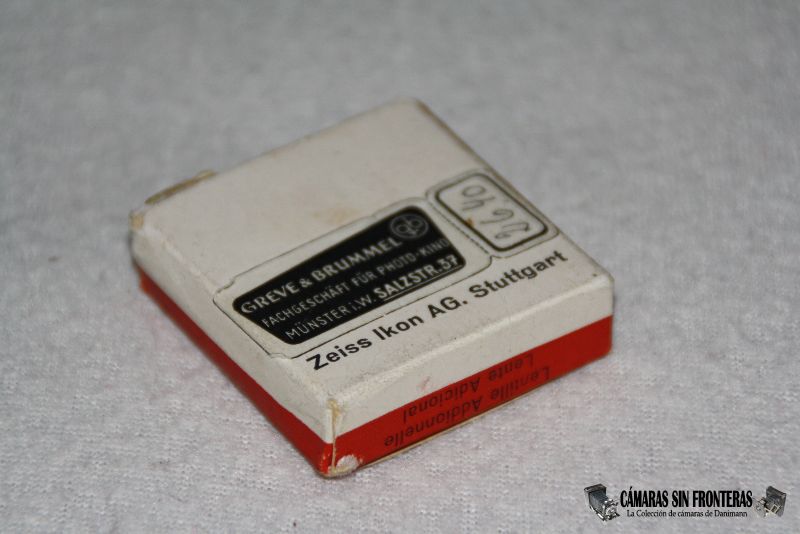 GREVE & BRUMMEL
FACHGESCHÄFT FÜR PHOTO-KINO
MÜNSTER i.W. SALZSTR. 37
Zeiss Ikon AG. Stuttgart
Lentille Addionnelle
Lente Adicional
CÁMARAS SIN FRONTERAS
La Colección de cámaras de Danimann